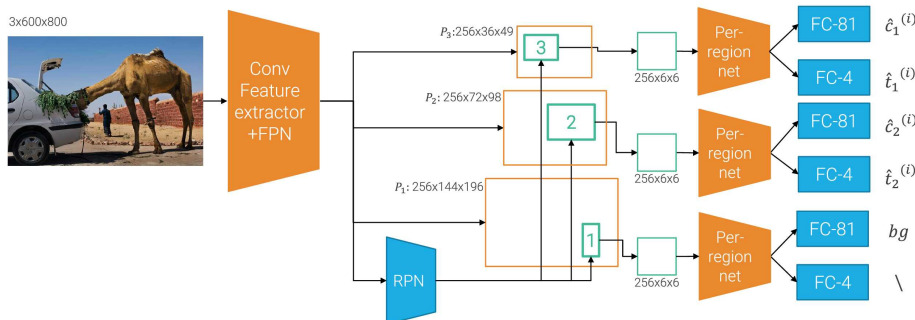 3x600x800
Conv
Feature
extractor
+FPN
RPN
P₃:256x36x49
3
P₂: 256x72x98
2
P₁: 256x144x196
1
256x6x6
Per-
region
net
FC-81
ĉ₁⁽ⁱ⁾
FC-4
t̂₁⁽ⁱ⁾
256x6x6
Per-
region
net
FC-81
ĉ₂⁽ⁱ⁾
FC-4
t̂₂⁽ⁱ⁾
256x6x6
Per-
region
net
FC-81
bg
FC-4
\